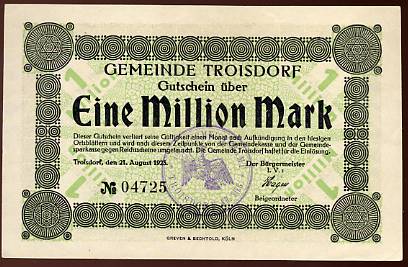 GEMEINDE TROISDORF
Gutschein über
Eine Million Mark
Dieser Gutschein verliert seine Gültigkeit einen Monat nach Aufkündigung in den hiesigen
Ortsblättern und wird nach diesem Zeitpunkte von der Gemeindekasse und der Gemeinde-
sparkasse gegen Reichsscheine umgetauscht. Die Gemeinde Troisdorf haftet für die Einlösung.
Troisdorf, den 21. August 1923.
Der Bürgermeister
I. V.:
№ 04725
Beigeordneter
GREVEN & BECHTOLD, KÖLN